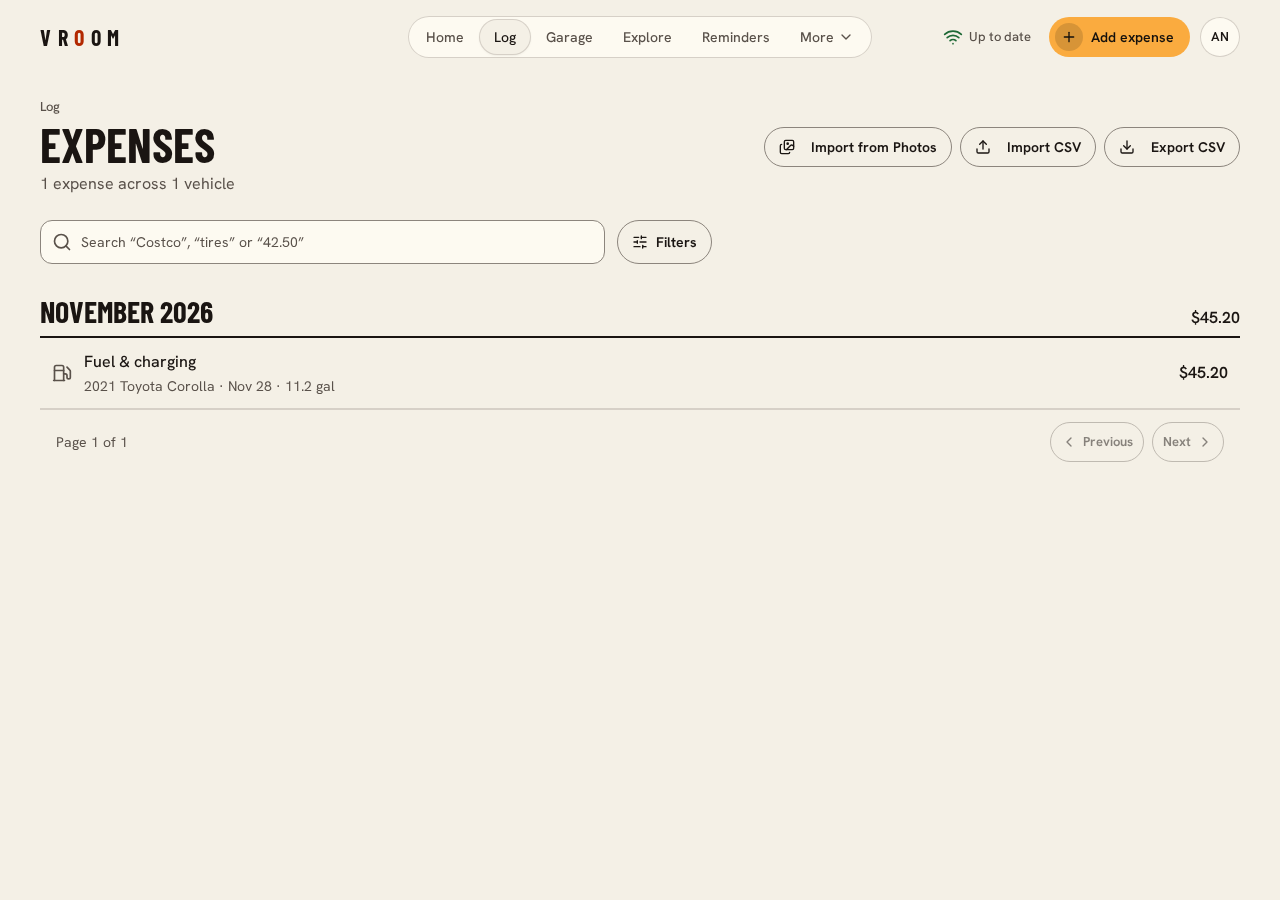 VROOM
Home Log Garage Explore Reminders More
Up to date
Add expense
AN
Log
EXPENSES
1 expense across 1 vehicle
Import from Photos
Import CSV
Export CSV
Search “Costco”, “tires” or “42.50”
Filters
NOVEMBER 2026
$45.20
Fuel & charging
2021 Toyota Corolla · Nov 28 · 11.2 gal
$45.20
Page 1 of 1
Previous
Next